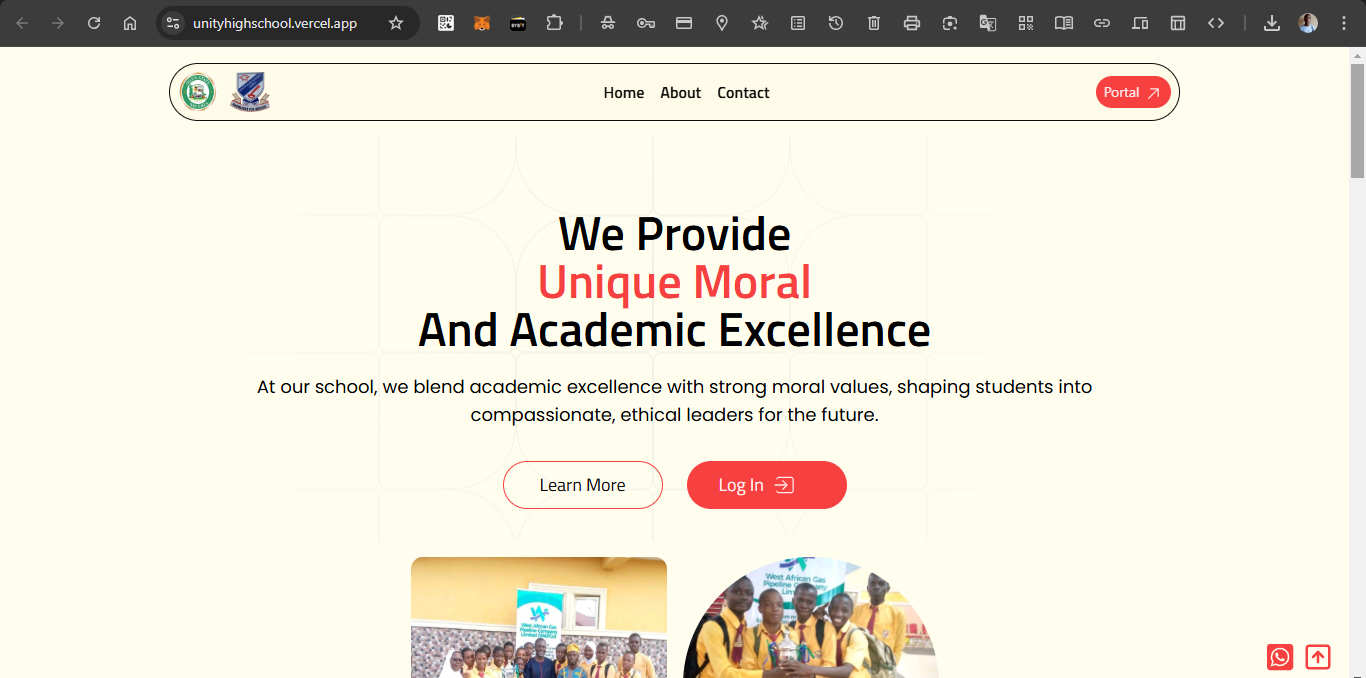 unityhighschool.vercel.app
Home About Contact
Portal
We Provide
Unique Moral
And Academic Excellence
At our school, we blend academic excellence with strong moral values, shaping students into
compassionate, ethical leaders for the future.
Learn More
Log In
West African Gas
Pipeline Company
Limited (WAPCo)
West African Gas
Pipeline Company